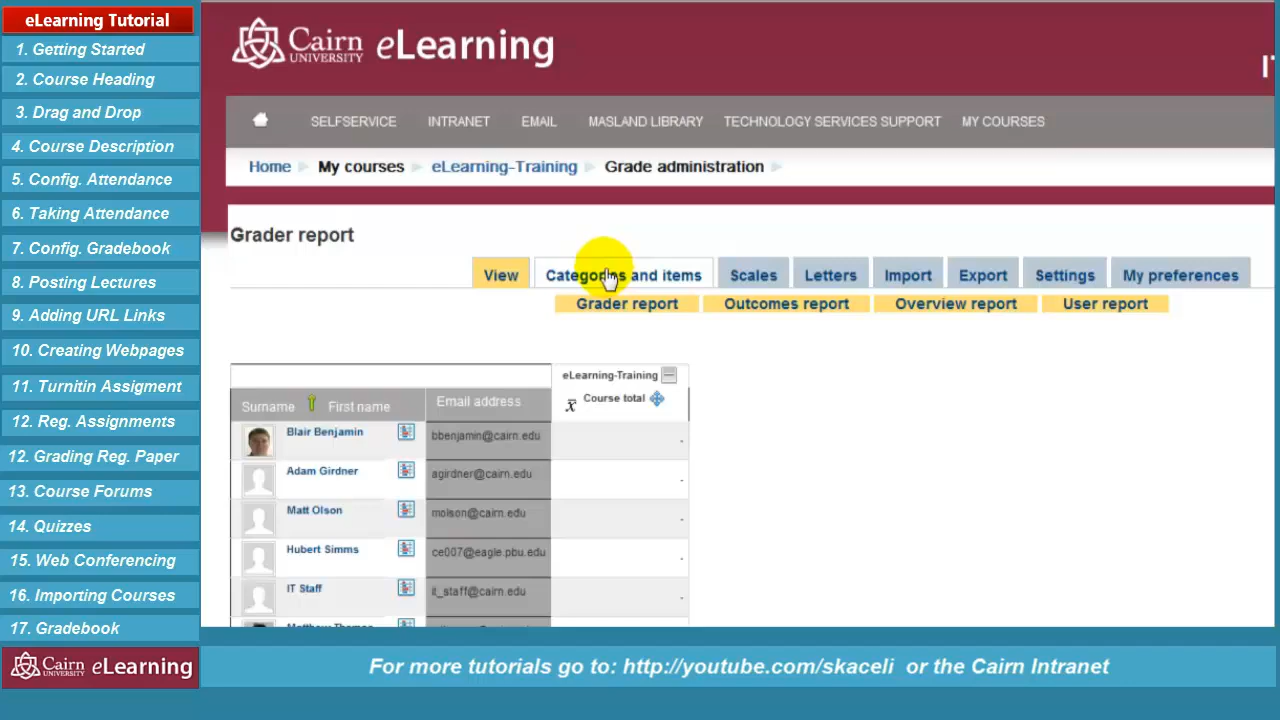 eLearning Tutorial
1. Getting Started
2. Course Heading
3. Drag and Drop
4. Course Description
5. Config. Attendance
6. Taking Attendance
7. Config. Gradebook
8. Posting Lectures
9. Adding URL Links
10. Creating Webpages
11. Turnitin Assigment
12. Reg. Assignments
12. Grading Reg. Paper
13. Course Forums
14. Quizzes
15. Web Conferencing
16. Importing Courses
17. Gradebook
Cairn UNIVERSITY eLearning
Cairn UNIVERSITY eLearning
SELFSERVICE INTRANET EMAIL MASLAND LIBRARY TECHNOLOGY SERVICES SUPPORT MY COURSES
Home My courses eLearning-Training Grade administration
Grader report
View Categories and items Scales Letters Import Export Settings My preferences
Grader report Outcomes report Overview report User report
eLearning-Training
Surname First name Email address x̄ Course total
Blair Benjamin bbenjamin@cairn.edu -
Adam Girdner agirdner@cairn.edu -
Matt Olson molson@cairn.edu -
Hubert Simms ce007@eagle.pbu.edu -
IT Staff it_staff@cairn.edu -
For more tutorials go to: http://youtube.com/skaceli or the Cairn Intranet